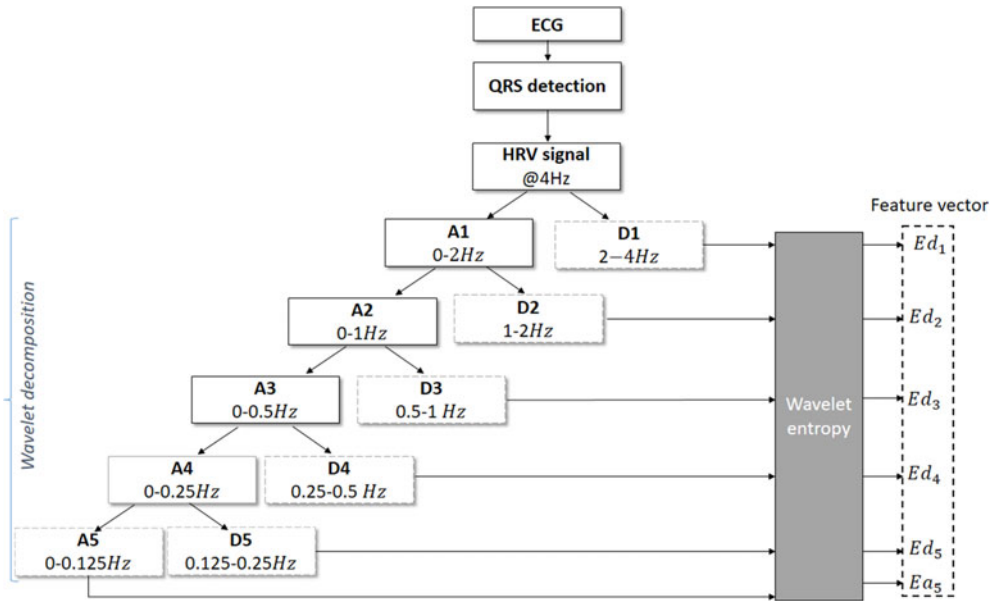 ECG
QRS detection
HRV signal
@4Hz
Feature vector
A1
0-2Hz
D1
2−4Hz
Ed₁
A2
0-1Hz
D2
1-2Hz
Ed₂
Wavelet decomposition
A3
0-0.5Hz
D3
0.5-1 Hz
Wavelet
entropy
Ed₃
A4
0-0.25Hz
D4
0.25-0.5 Hz
Ed₄
A5
0-0.125Hz
D5
0.125-0.25Hz
Ed₅
Ea₅